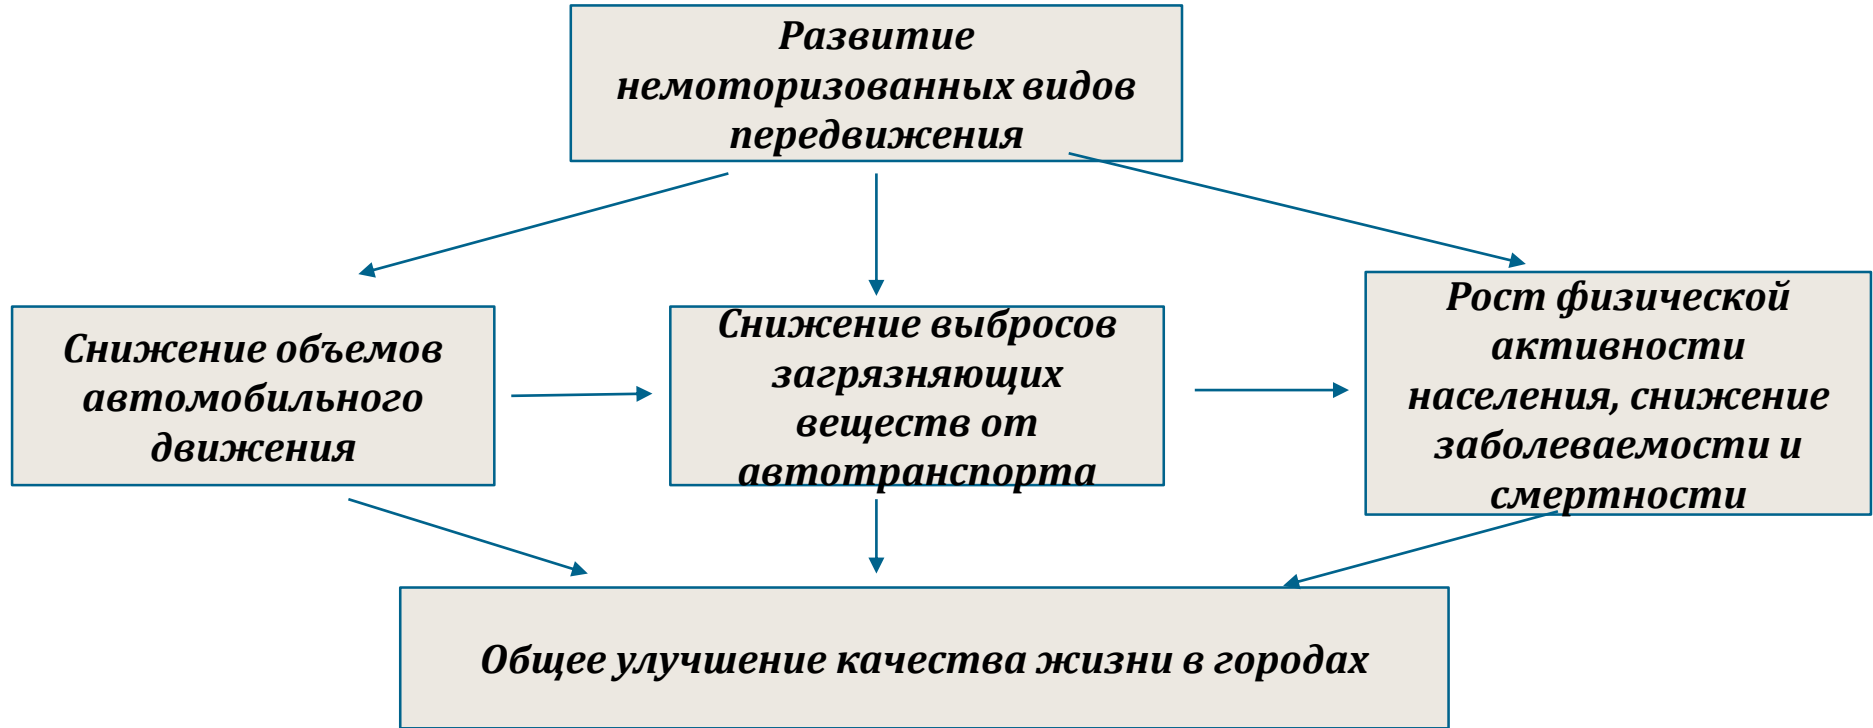 Развитие
немоторизованных видов
передвижения
Снижение объемов
автомобильного
движения
Снижение выбросов
загрязняющих
веществ от
автотранспорта
Рост физической
активности
населения, снижение
заболеваемости и
смертности
Общее улучшение качества жизни в городах